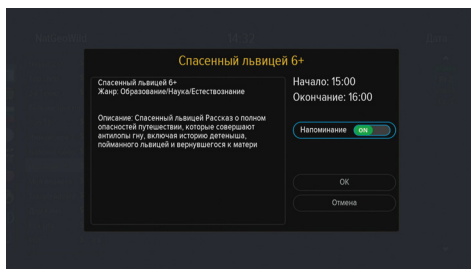 14:37
Спасенный львицей 6+
Спасенный львицей 6+
Жанр: Образование/Наука/Естествознание
Описание: Спасенный львицей Рассказ о полном
опасностей путешествии, которые совершают
антилопы гну, включая историю детеныша,
пойманного львицей и вернувшегося к матери
Начало: 15:00
Окончание: 16:00
Напоминание ON
OK
Отмена